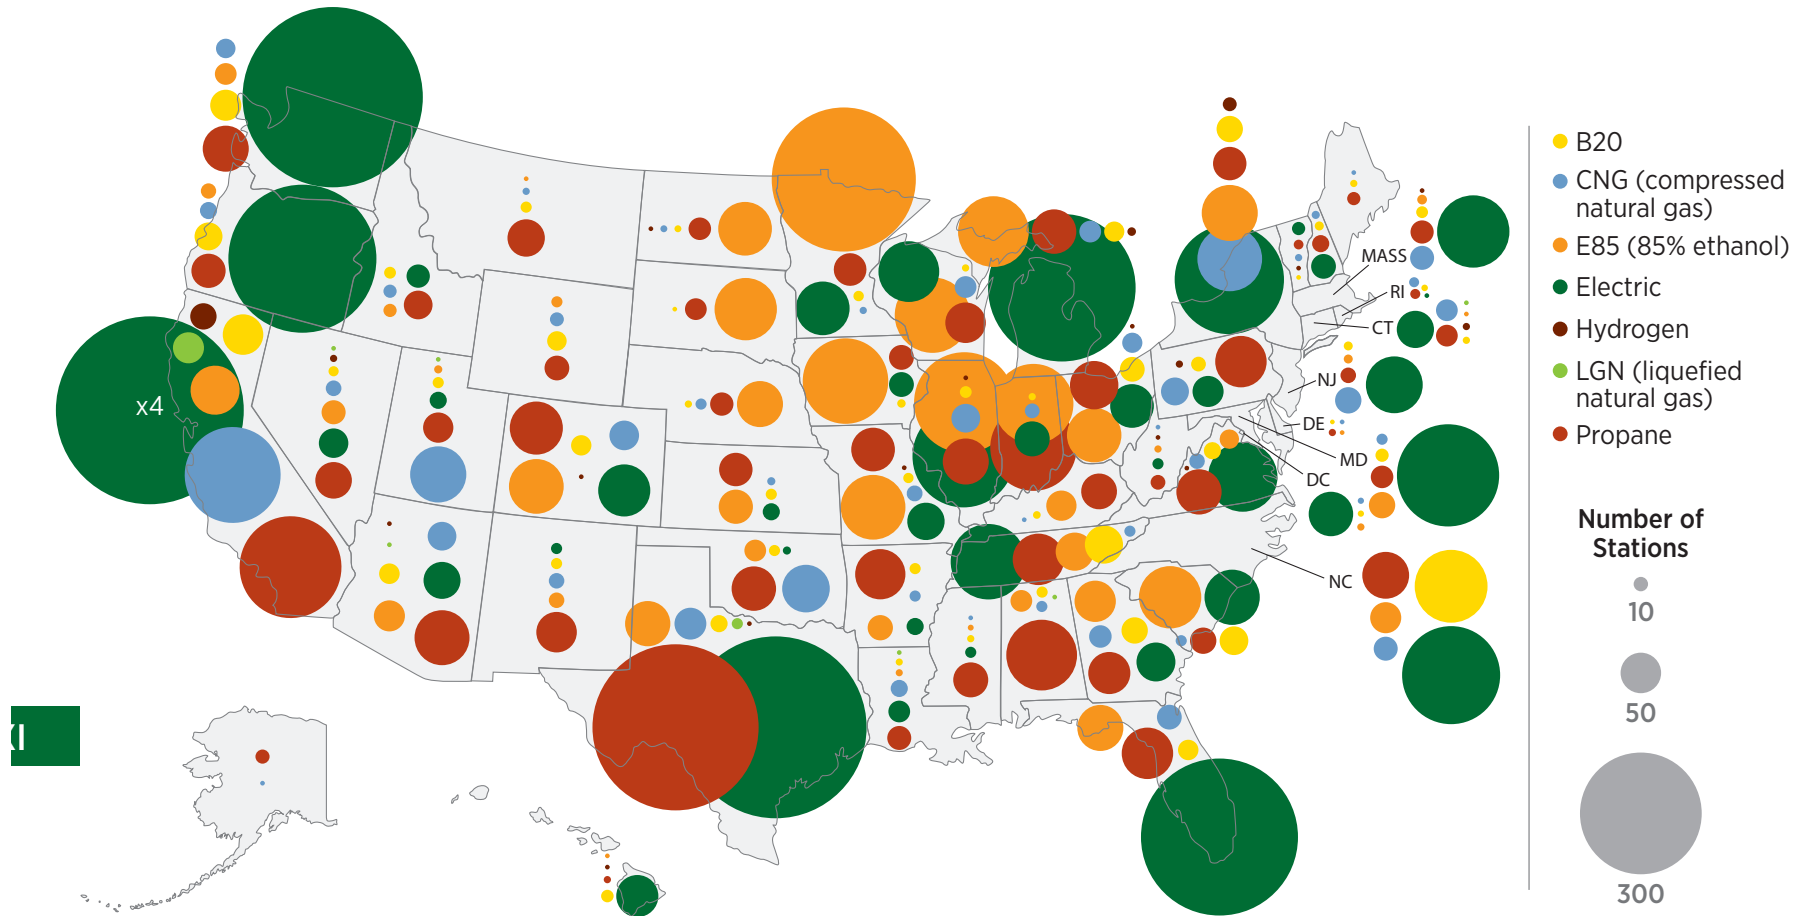 B20
CNG (compressed
natural gas)
E85 (85% ethanol)
Electric
Hydrogen
LGN (liquefied
natural gas)
Propane
Number of
Stations
10
50
300
x4
MASS
RI
CT
NJ
DE
MD
DC
NC